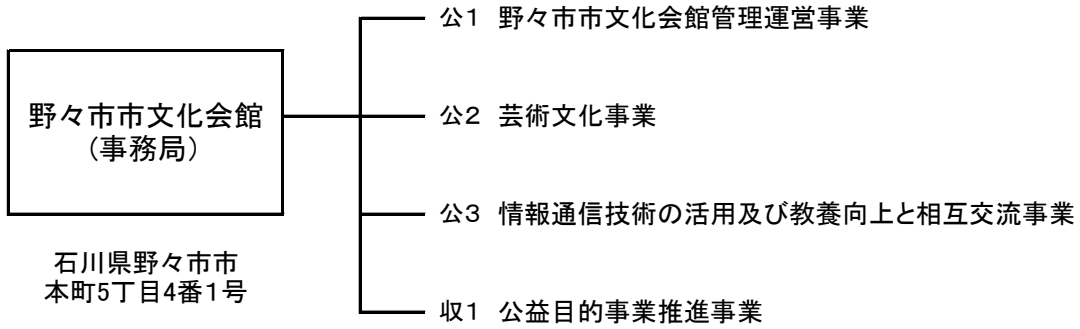 公1 野々市市文化会館管理運営事業
野々市市文化会館
(事務局)
公2 芸術文化事業
公3 情報通信技術の活用及び教養向上と相互交流事業
石川県野々市市
本町5丁目4番1号
収1 公益目的事業推進事業